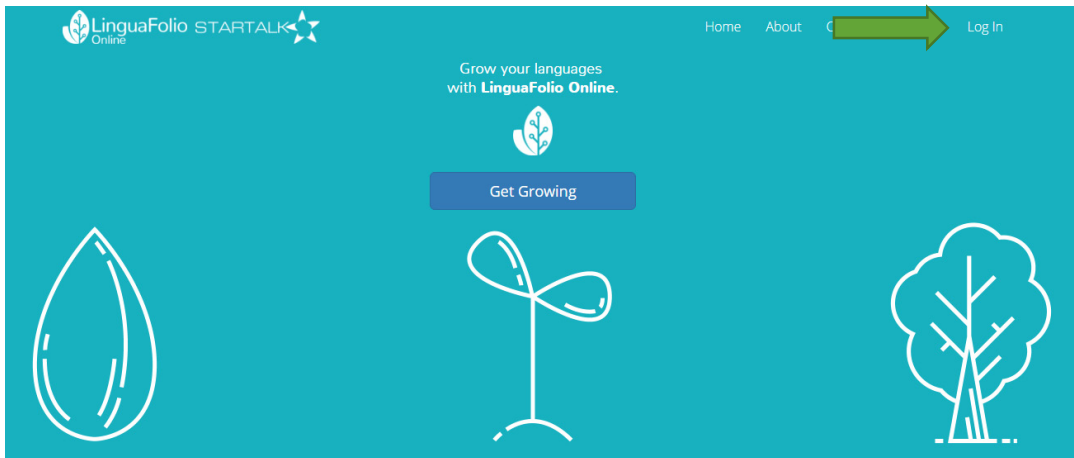 LinguaFolio STARTALK
Online
Home About Log In
Grow your languages
with LinguaFolio Online.
Get Growing